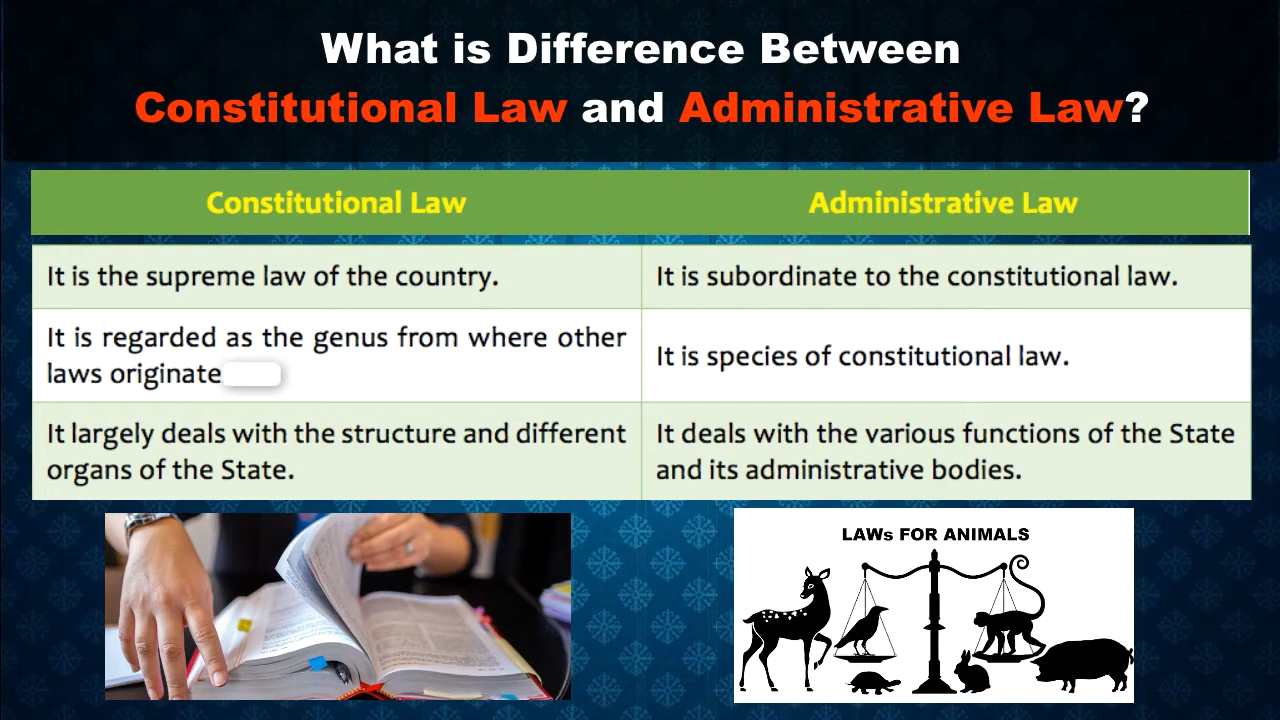 What is Difference Between
Constitutional Law and Administrative Law?
Constitutional Law
Administrative Law
It is the supreme law of the country.
It is subordinate to the constitutional law.
It is regarded as the genus from where other
laws originate
It is species of constitutional law.
It largely deals with the structure and different
organs of the State.
It deals with the various functions of the State
and its administrative bodies.
LAWs FOR ANIMALS